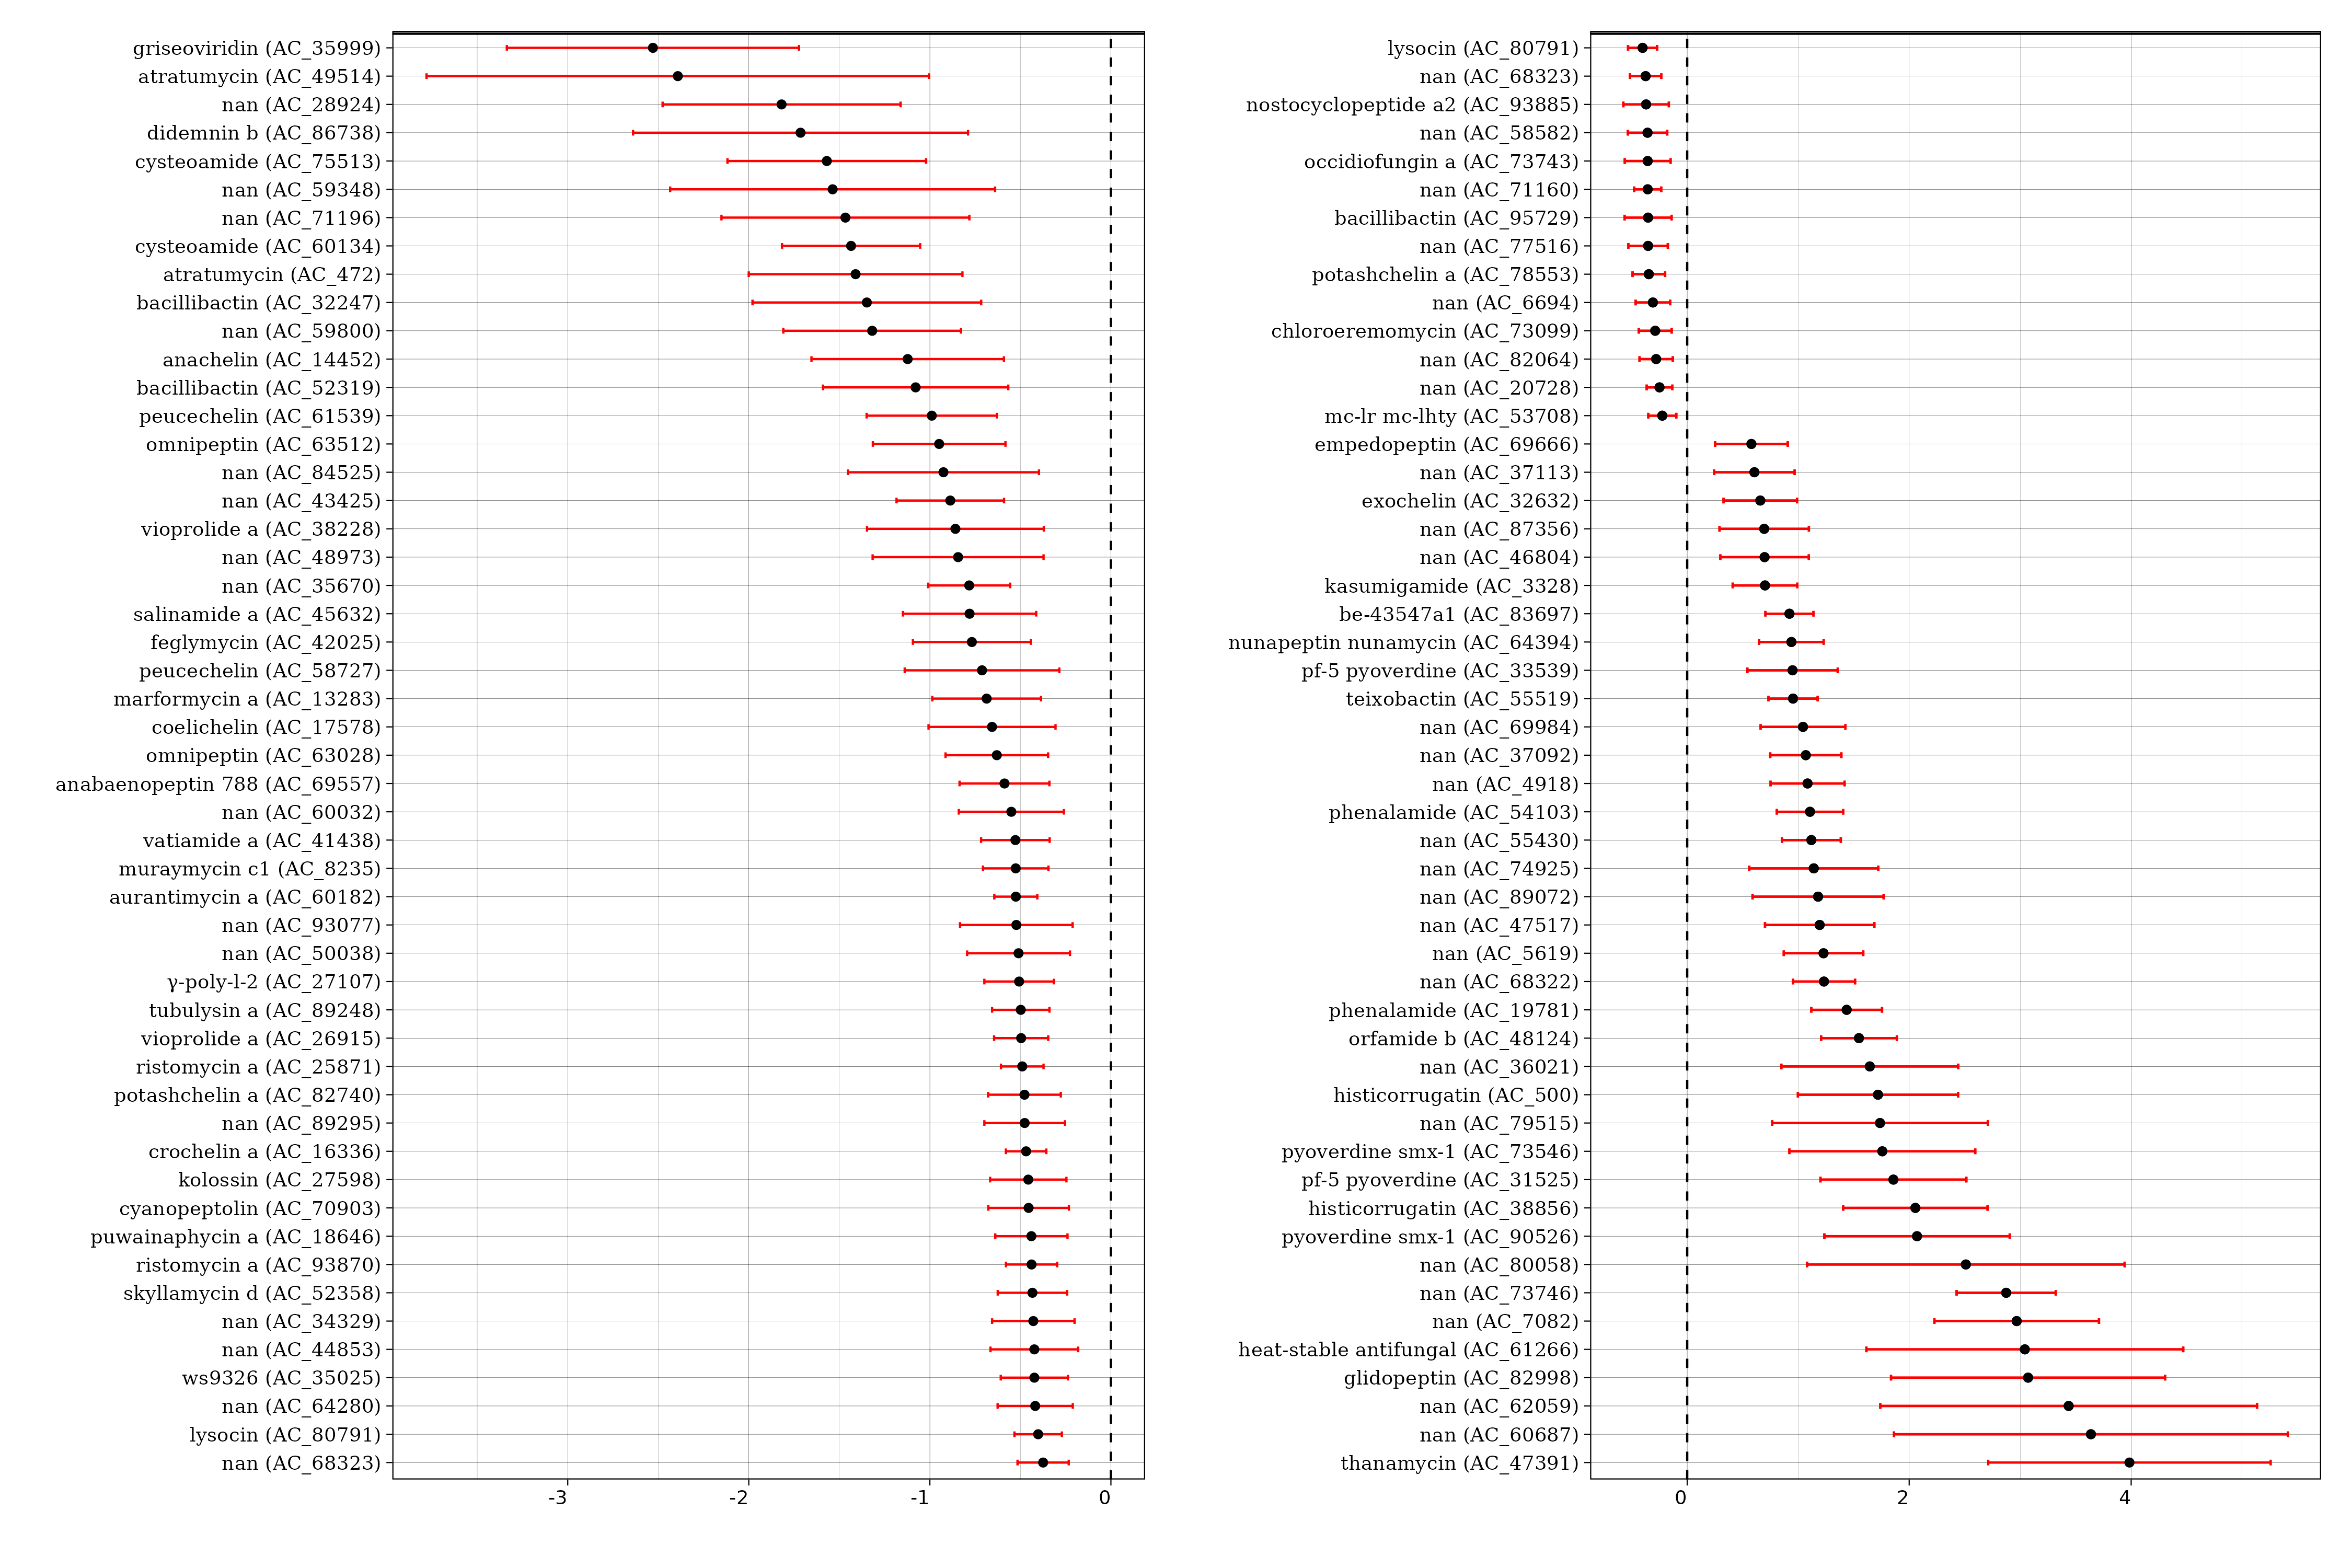 griseoviridin (AC_35999)
atratumycin (AC_49514)
nan (AC_28924)
didemnin b (AC_86738)
cysteoamide (AC_75513)
nan (AC_59348)
nan (AC_71196)
cysteoamide (AC_60134)
atratumycin (AC_472)
bacillibactin (AC_32247)
nan (AC_59800)
anachelin (AC_14452)
bacillibactin (AC_52319)
peucechelin (AC_61539)
omnipeptin (AC_63512)
nan (AC_84525)
nan (AC_43425)
vioprolide a (AC_38228)
nan (AC_48973)
nan (AC_35670)
salinamide a (AC_45632)
feglymycin (AC_42025)
peucechelin (AC_58727)
marformycin a (AC_13283)
coelichelin (AC_17578)
omnipeptin (AC_63028)
anabaenopeptin 788 (AC_69557)
nan (AC_60032)
vatiamide a (AC_41438)
muraymycin c1 (AC_8235)
aurantimycin a (AC_60182)
nan (AC_93077)
nan (AC_50038)
γ-poly-l-2 (AC_27107)
tubulysin a (AC_89248)
vioprolide a (AC_26915)
ristomycin a (AC_25871)
potashchelin a (AC_82740)
nan (AC_89295)
crochelin a (AC_16336)
kolossin (AC_27598)
cyanopeptolin (AC_70903)
puwainaphycin a (AC_18646)
ristomycin a (AC_93870)
skyllamycin d (AC_52358)
nan (AC_34329)
nan (AC_44853)
ws9326 (AC_35025)
nan (AC_64280)
lysocin (AC_80791)
nan (AC_68323)
-3 -2 -1 0
lysocin (AC_80791)
nan (AC_68323)
nostocyclopeptide a2 (AC_93885)
nan (AC_58582)
occidiofungin a (AC_73743)
nan (AC_71160)
bacillibactin (AC_95729)
nan (AC_77516)
potashchelin a (AC_78553)
nan (AC_6694)
chloroeremomycin (AC_73099)
nan (AC_82064)
nan (AC_20728)
mc-lr mc-lhty (AC_53708)
empedopeptin (AC_69666)
nan (AC_37113)
exochelin (AC_32632)
nan (AC_87356)
nan (AC_46804)
kasumigamide (AC_3328)
be-43547a1 (AC_83697)
nunapeptin nunamycin (AC_64394)
pf-5 pyoverdine (AC_33539)
teixobactin (AC_55519)
nan (AC_69984)
nan (AC_37092)
nan (AC_4918)
phenalamide (AC_54103)
nan (AC_55430)
nan (AC_74925)
nan (AC_89072)
nan (AC_47517)
nan (AC_5619)
nan (AC_68322)
phenalamide (AC_19781)
orfamide b (AC_48124)
nan (AC_36021)
histicorrugatin (AC_500)
nan (AC_79515)
pyoverdine smx-1 (AC_73546)
pf-5 pyoverdine (AC_31525)
histicorrugatin (AC_38856)
pyoverdine smx-1 (AC_90526)
nan (AC_80058)
nan (AC_73746)
nan (AC_7082)
heat-stable antifungal (AC_61266)
glidopeptin (AC_82998)
nan (AC_62059)
nan (AC_60687)
thanamycin (AC_47391)
0 2 4